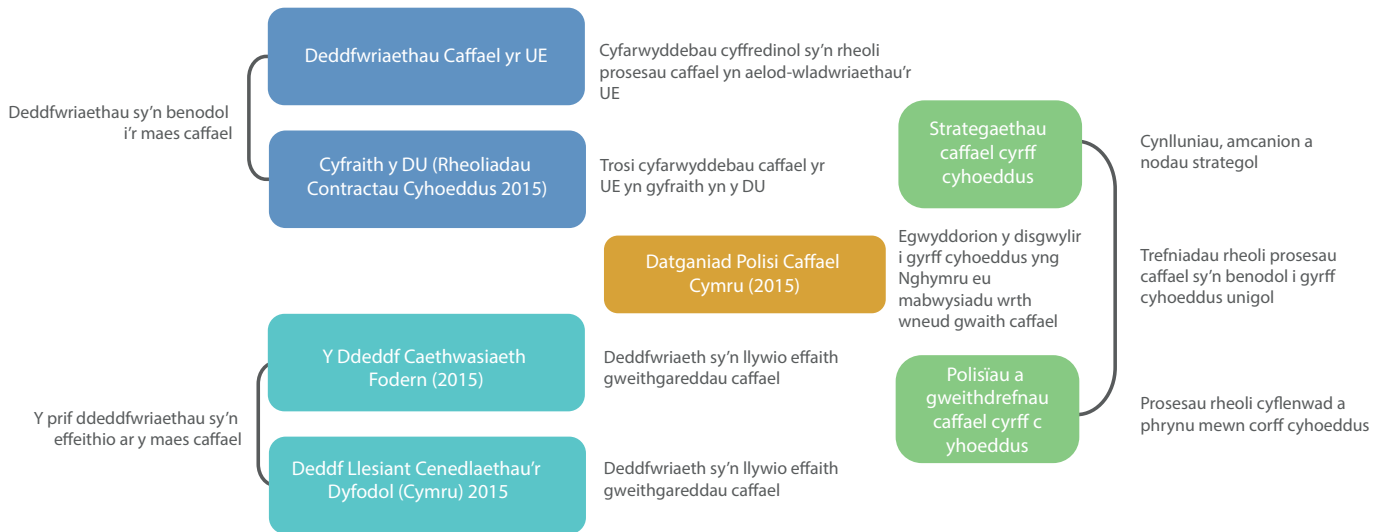 Deddfwriaethau sy'n benodol
i'r maes caffael
Deddfwriaethau Caffael yr UE
Cyfarwyddebau cyffredinol sy'n rheoli
prosesau caffael yn aelod-wladwriaethau'r
UE
Cyfraith y DU (Rheoliadau
Contractau Cyhoeddus 2015)
Trosi cyfarwyddebau caffael yr
UE yn gyfraith yn y DU
Datganiad Polisi Caffael
Cymru (2015)
Egwyddorion y disgwylir
i gyrff cyhoeddus yng
Nghymru eu
mabwysiadu wrth
wneud gwaith caffael
Y prif ddeddfwriaethau sy'n
effeithio ar y maes caffael
Y Ddeddf Caethwasiaeth
Fodern (2015)
Deddfwriaeth sy'n llywio effaith
gweithgareddau caffael
Deddf Llesiant Cenedlaethau'r
Dyfodol (Cymru) 2015
Deddfwriaeth sy'n llywio effaith
gweithgareddau caffael
Strategaethau
caffael cyrff
cyhoeddus
Cynlluniau, amcanion a
nodau strategol
Trefniadau rheoli prosesau
caffael sy'n benodol i gyrff
cyhoeddus unigol
Polisïau a
gweithdrefnau
caffael cyrff c
yhoeddus
Prosesau rheoli cyflenwad a
phrynu mewn corff cyhoeddus